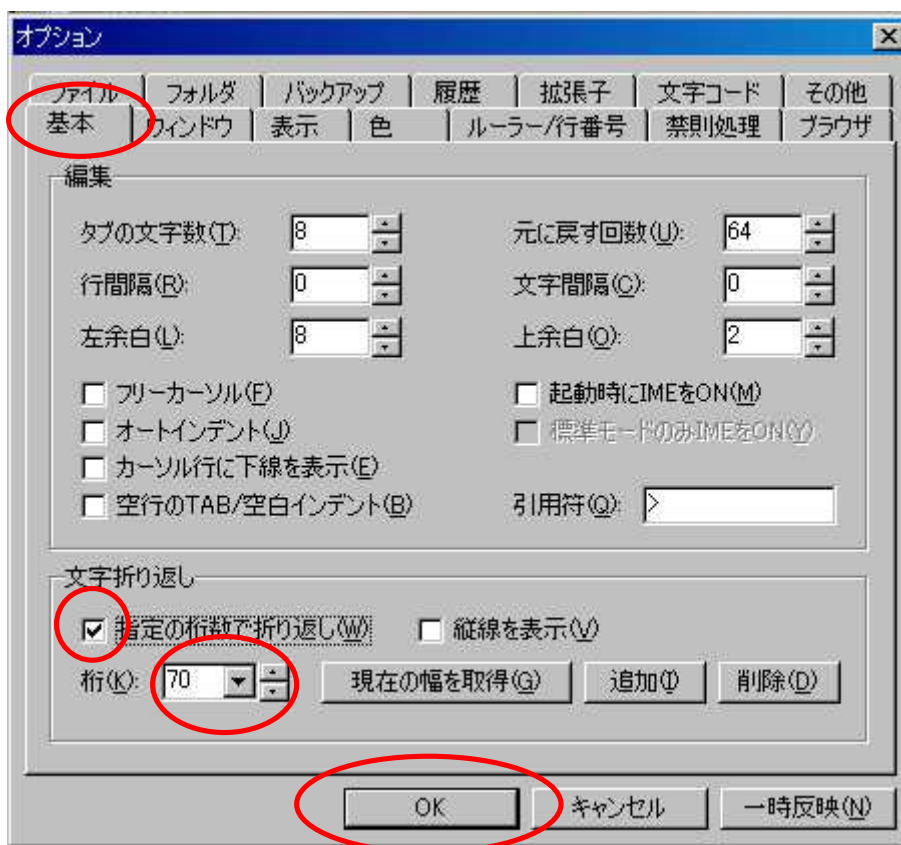 オプション
ファイル フォルダ バックアップ 履歴 拡張子 文字コード その他
基本 ウィンドウ 表示 色 ルーラー/行番号 禁則処理 ブラウザ
編集
タブの文字数(T): 8 元に戻す回数(U): 64
行間隔(R): 0 文字間隔(C): 0
左余白(L): 8 上余白(O): 2
フリーカーソル(F) 起動時にIMEをON(M)
オートインデント(J) 標準モードのみIMEをON(Y)
カーソル行に下線を表示(E)
空行のTAB/空白インデント(B) 引用符(Q): >
文字折り返し
指定の桁数で折り返し(W) 縦線を表示(V)
桁(K): 70 現在の幅を取得(G) 追加(I) 削除(D)
OK キャンセル 一時反映(N)